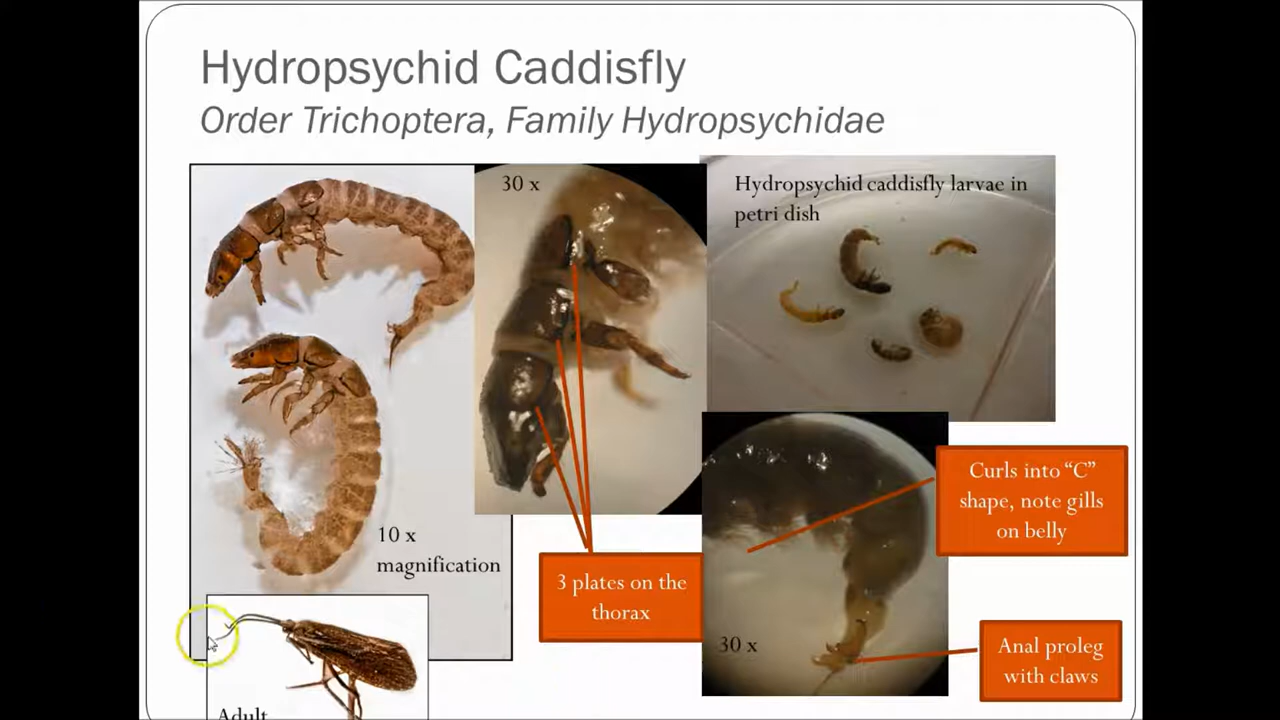 Hydropsychid Caddisfly
Order Trichoptera, Family Hydropsychidae
30 x
Hydropsychid caddisfly larvae in
petri dish
10 x
magnification
3 plates on the
thorax
Curls into “C”
shape, note gills
on belly
30 x
Anal proleg
with claws
Adult